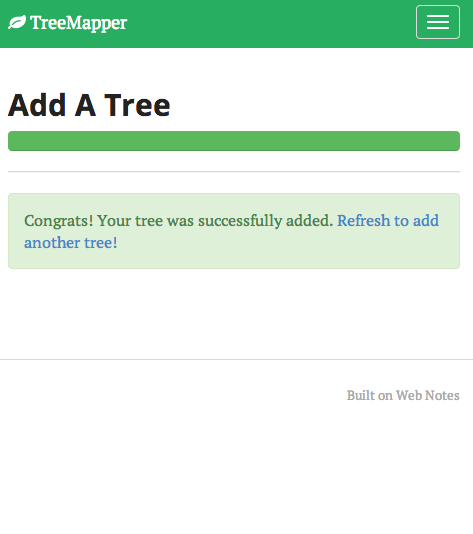 TreeMapper
Add A Tree
Congrats! Your tree was successfully added. Refresh to add
another tree!
Built on Web Notes